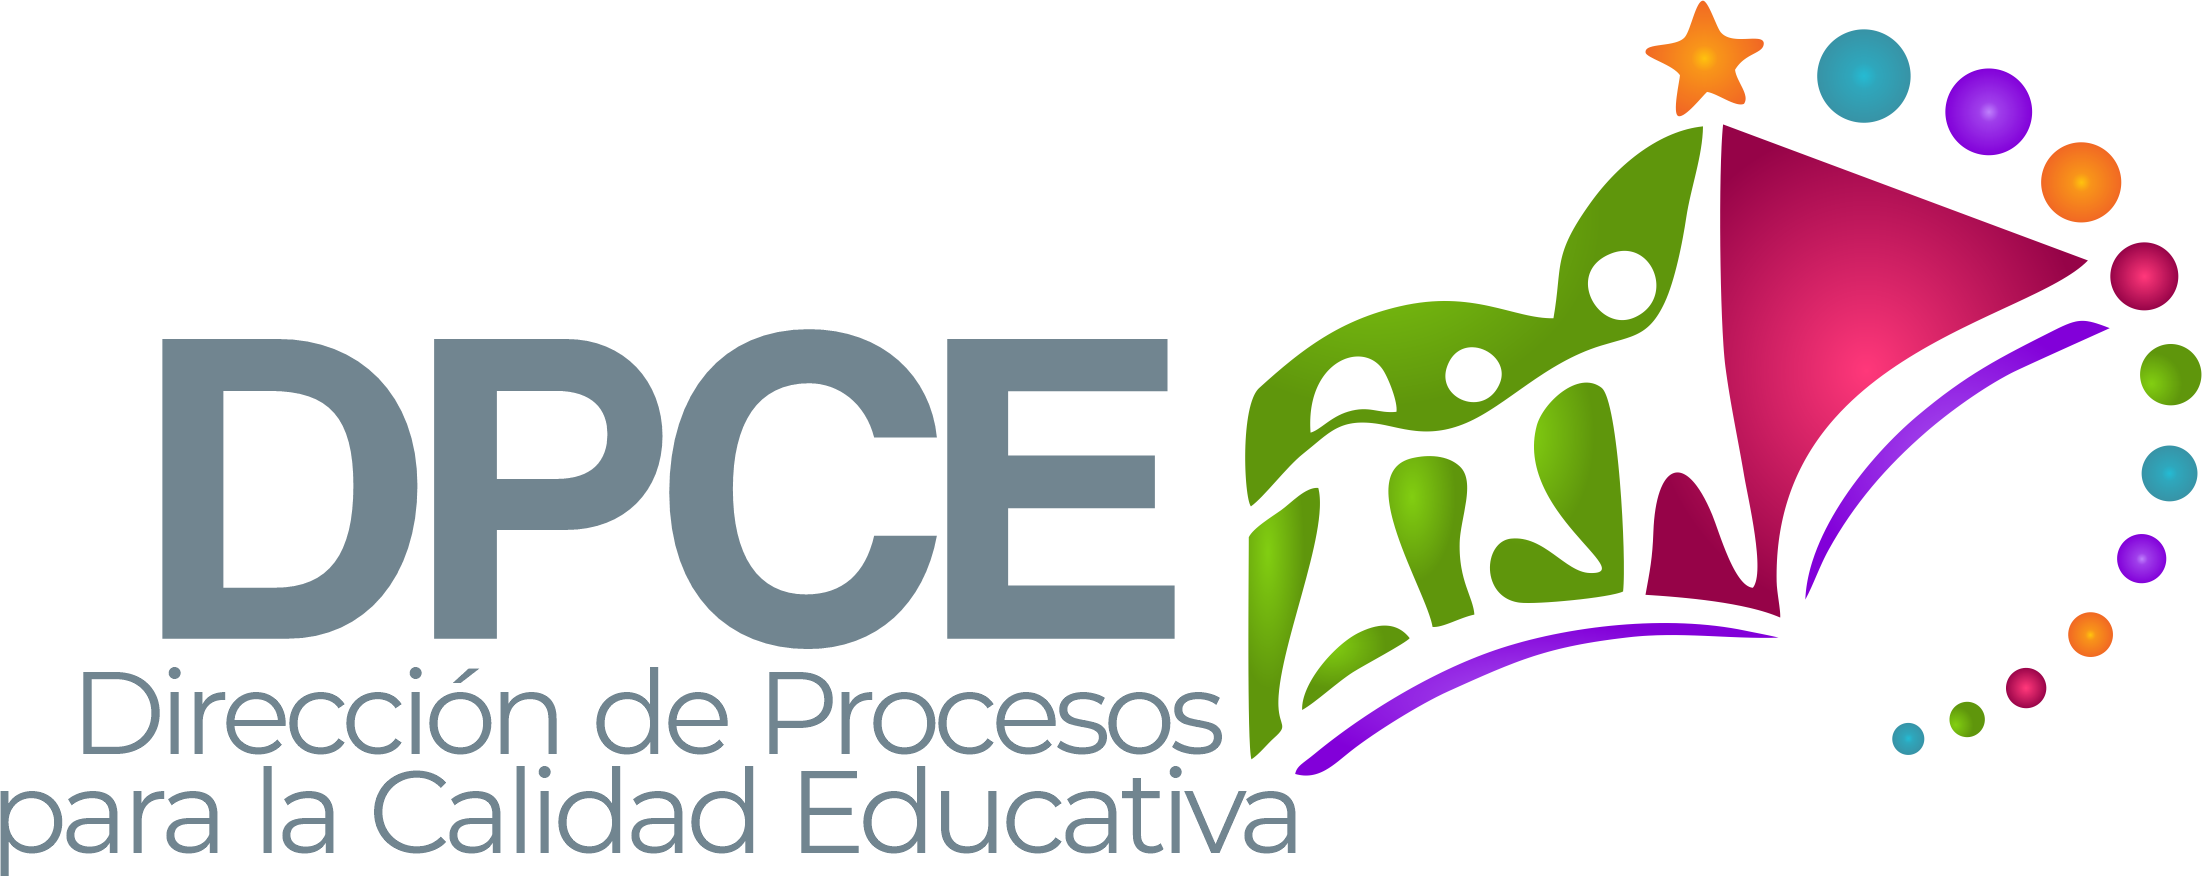 DPCE
Dirección de Procesos
para la Calidad Educativa